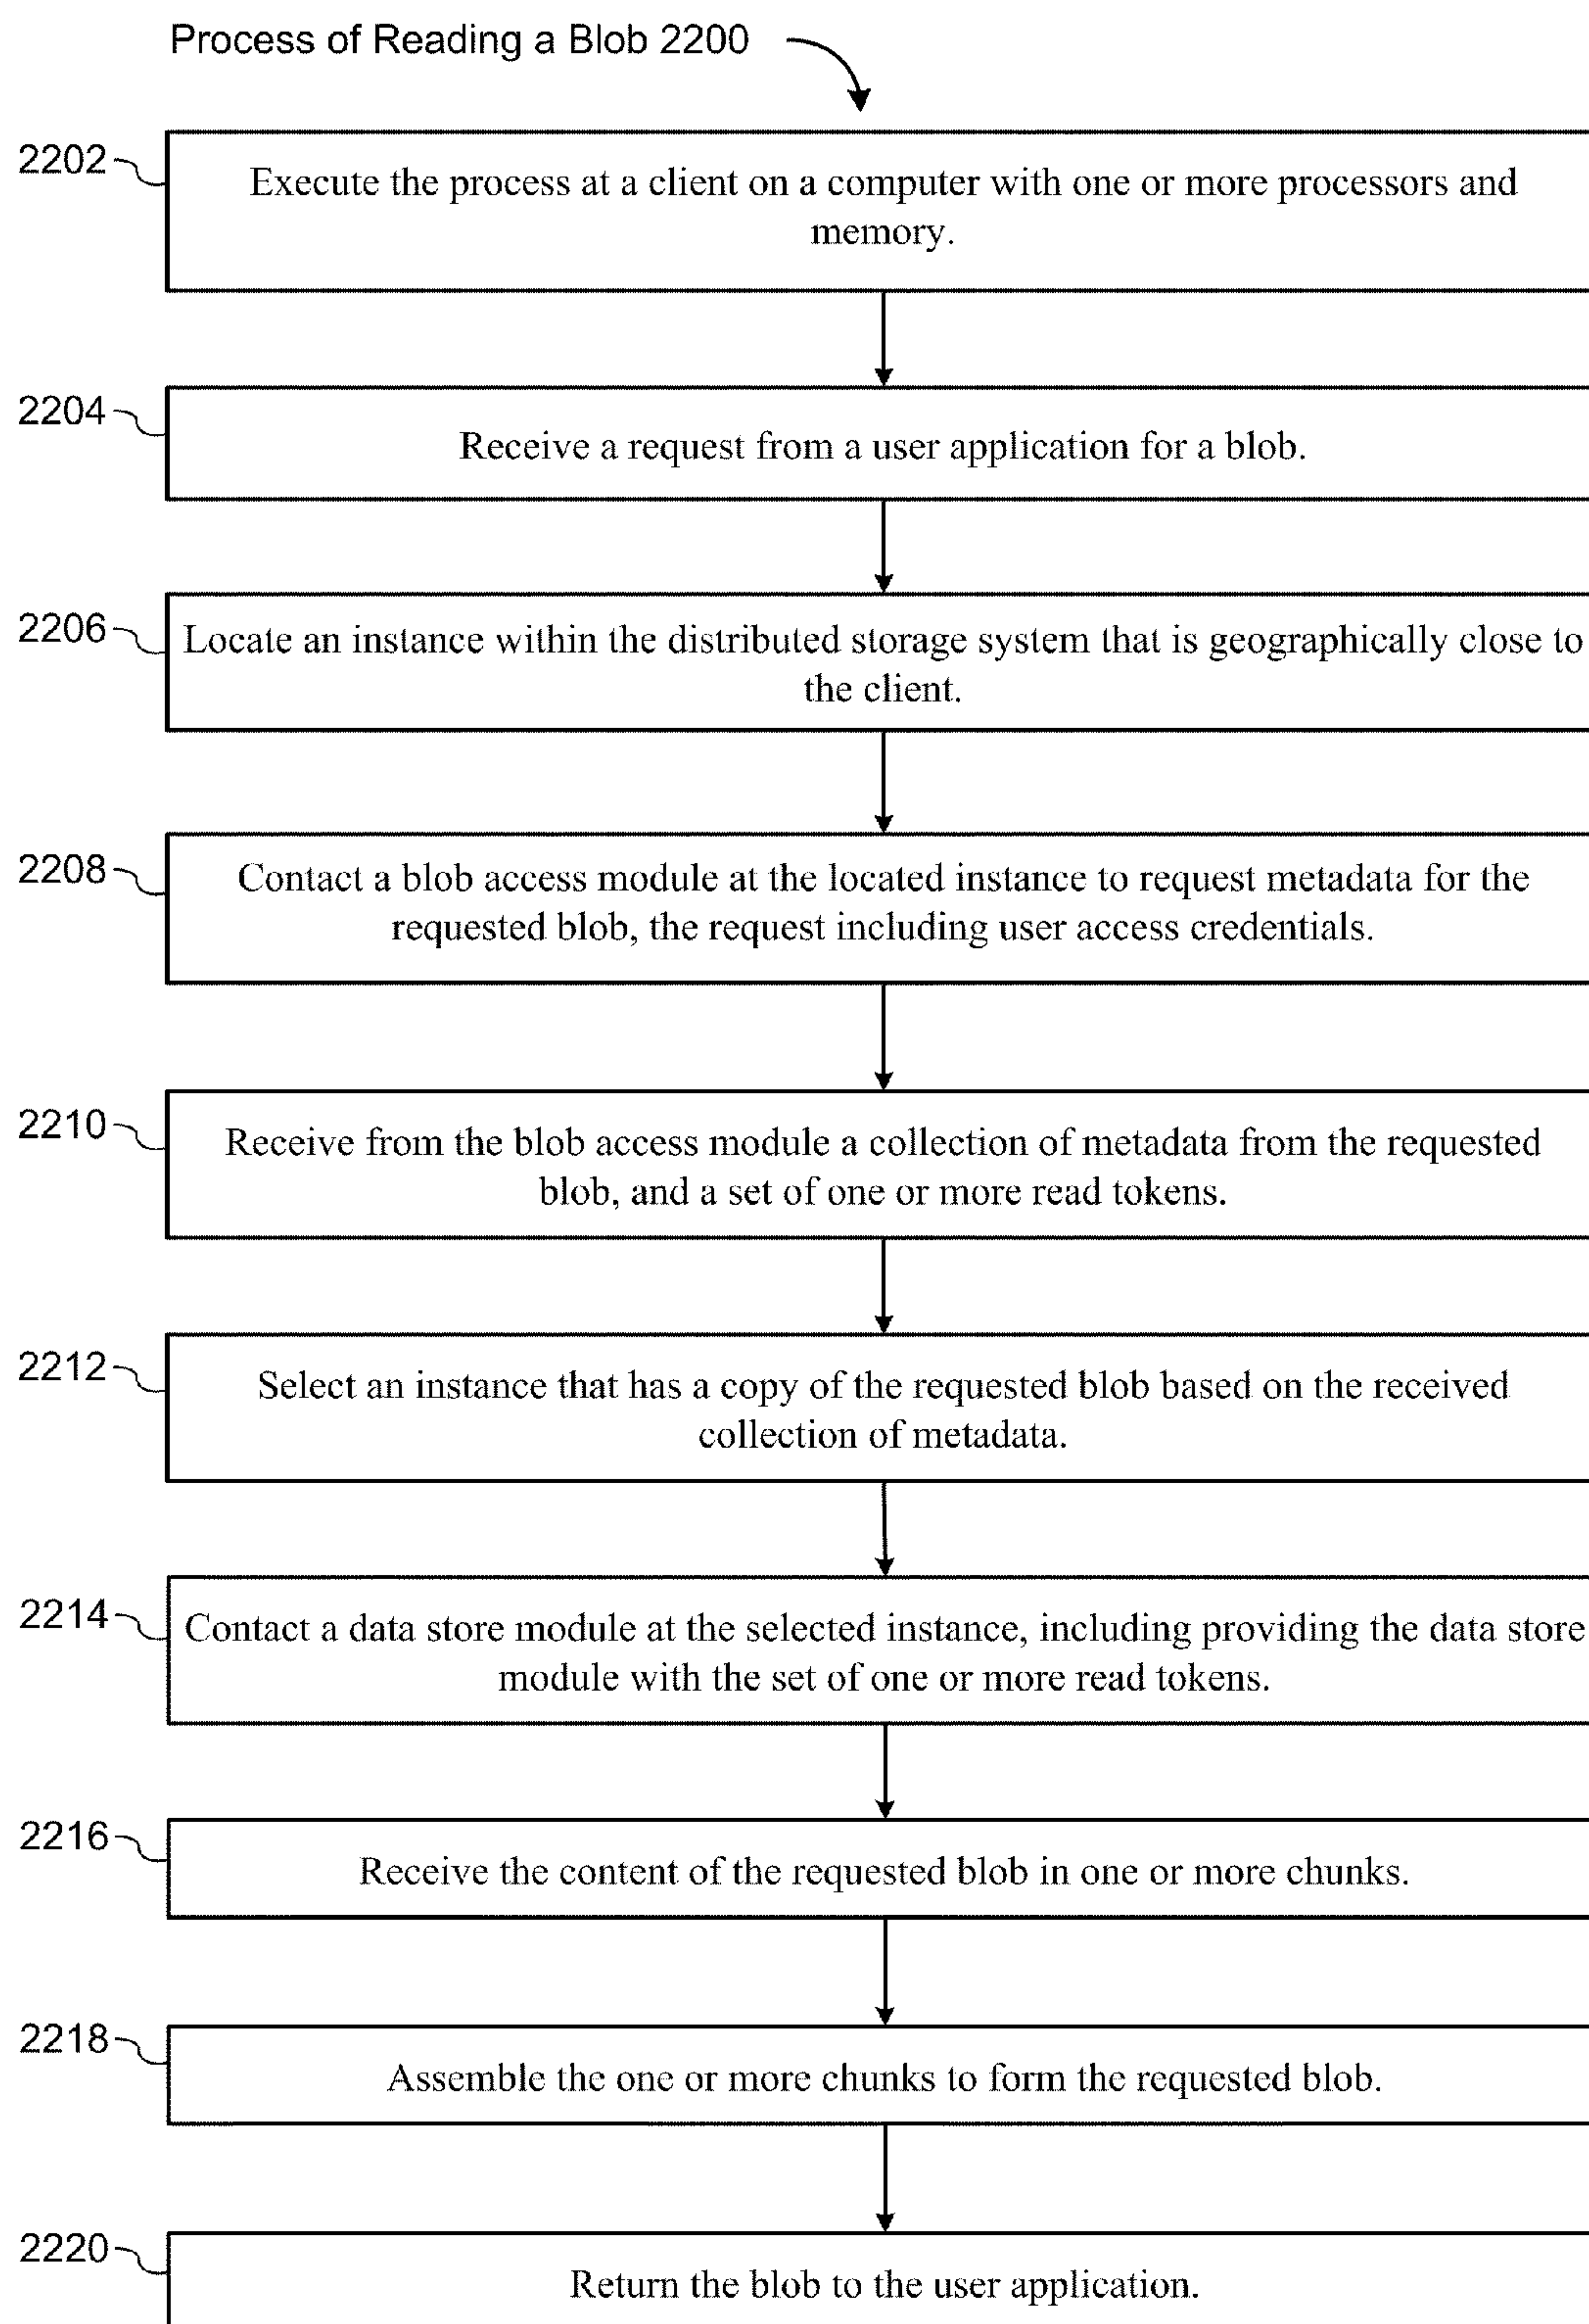 Process of Reading a Blob 2200
2202
Execute the process at a client on a computer with one or more processors and
memory.
2204
Receive a request from a user application for a blob.
2206
Locate an instance within the distributed storage system that is geographically close to
the client.
2208
Contact a blob access module at the located instance to request metadata for the
requested blob, the request including user access credentials.
2210
Receive from the blob access module a collection of metadata from the requested
blob, and a set of one or more read tokens.
2212
Select an instance that has a copy of the requested blob based on the received
collection of metadata.
2214
Contact a data store module at the selected instance, including providing the data store
module with the set of one or more read tokens.
2216
Receive the content of the requested blob in one or more chunks.
2218
Assemble the one or more chunks to form the requested blob.
2220
Return the blob to the user application.